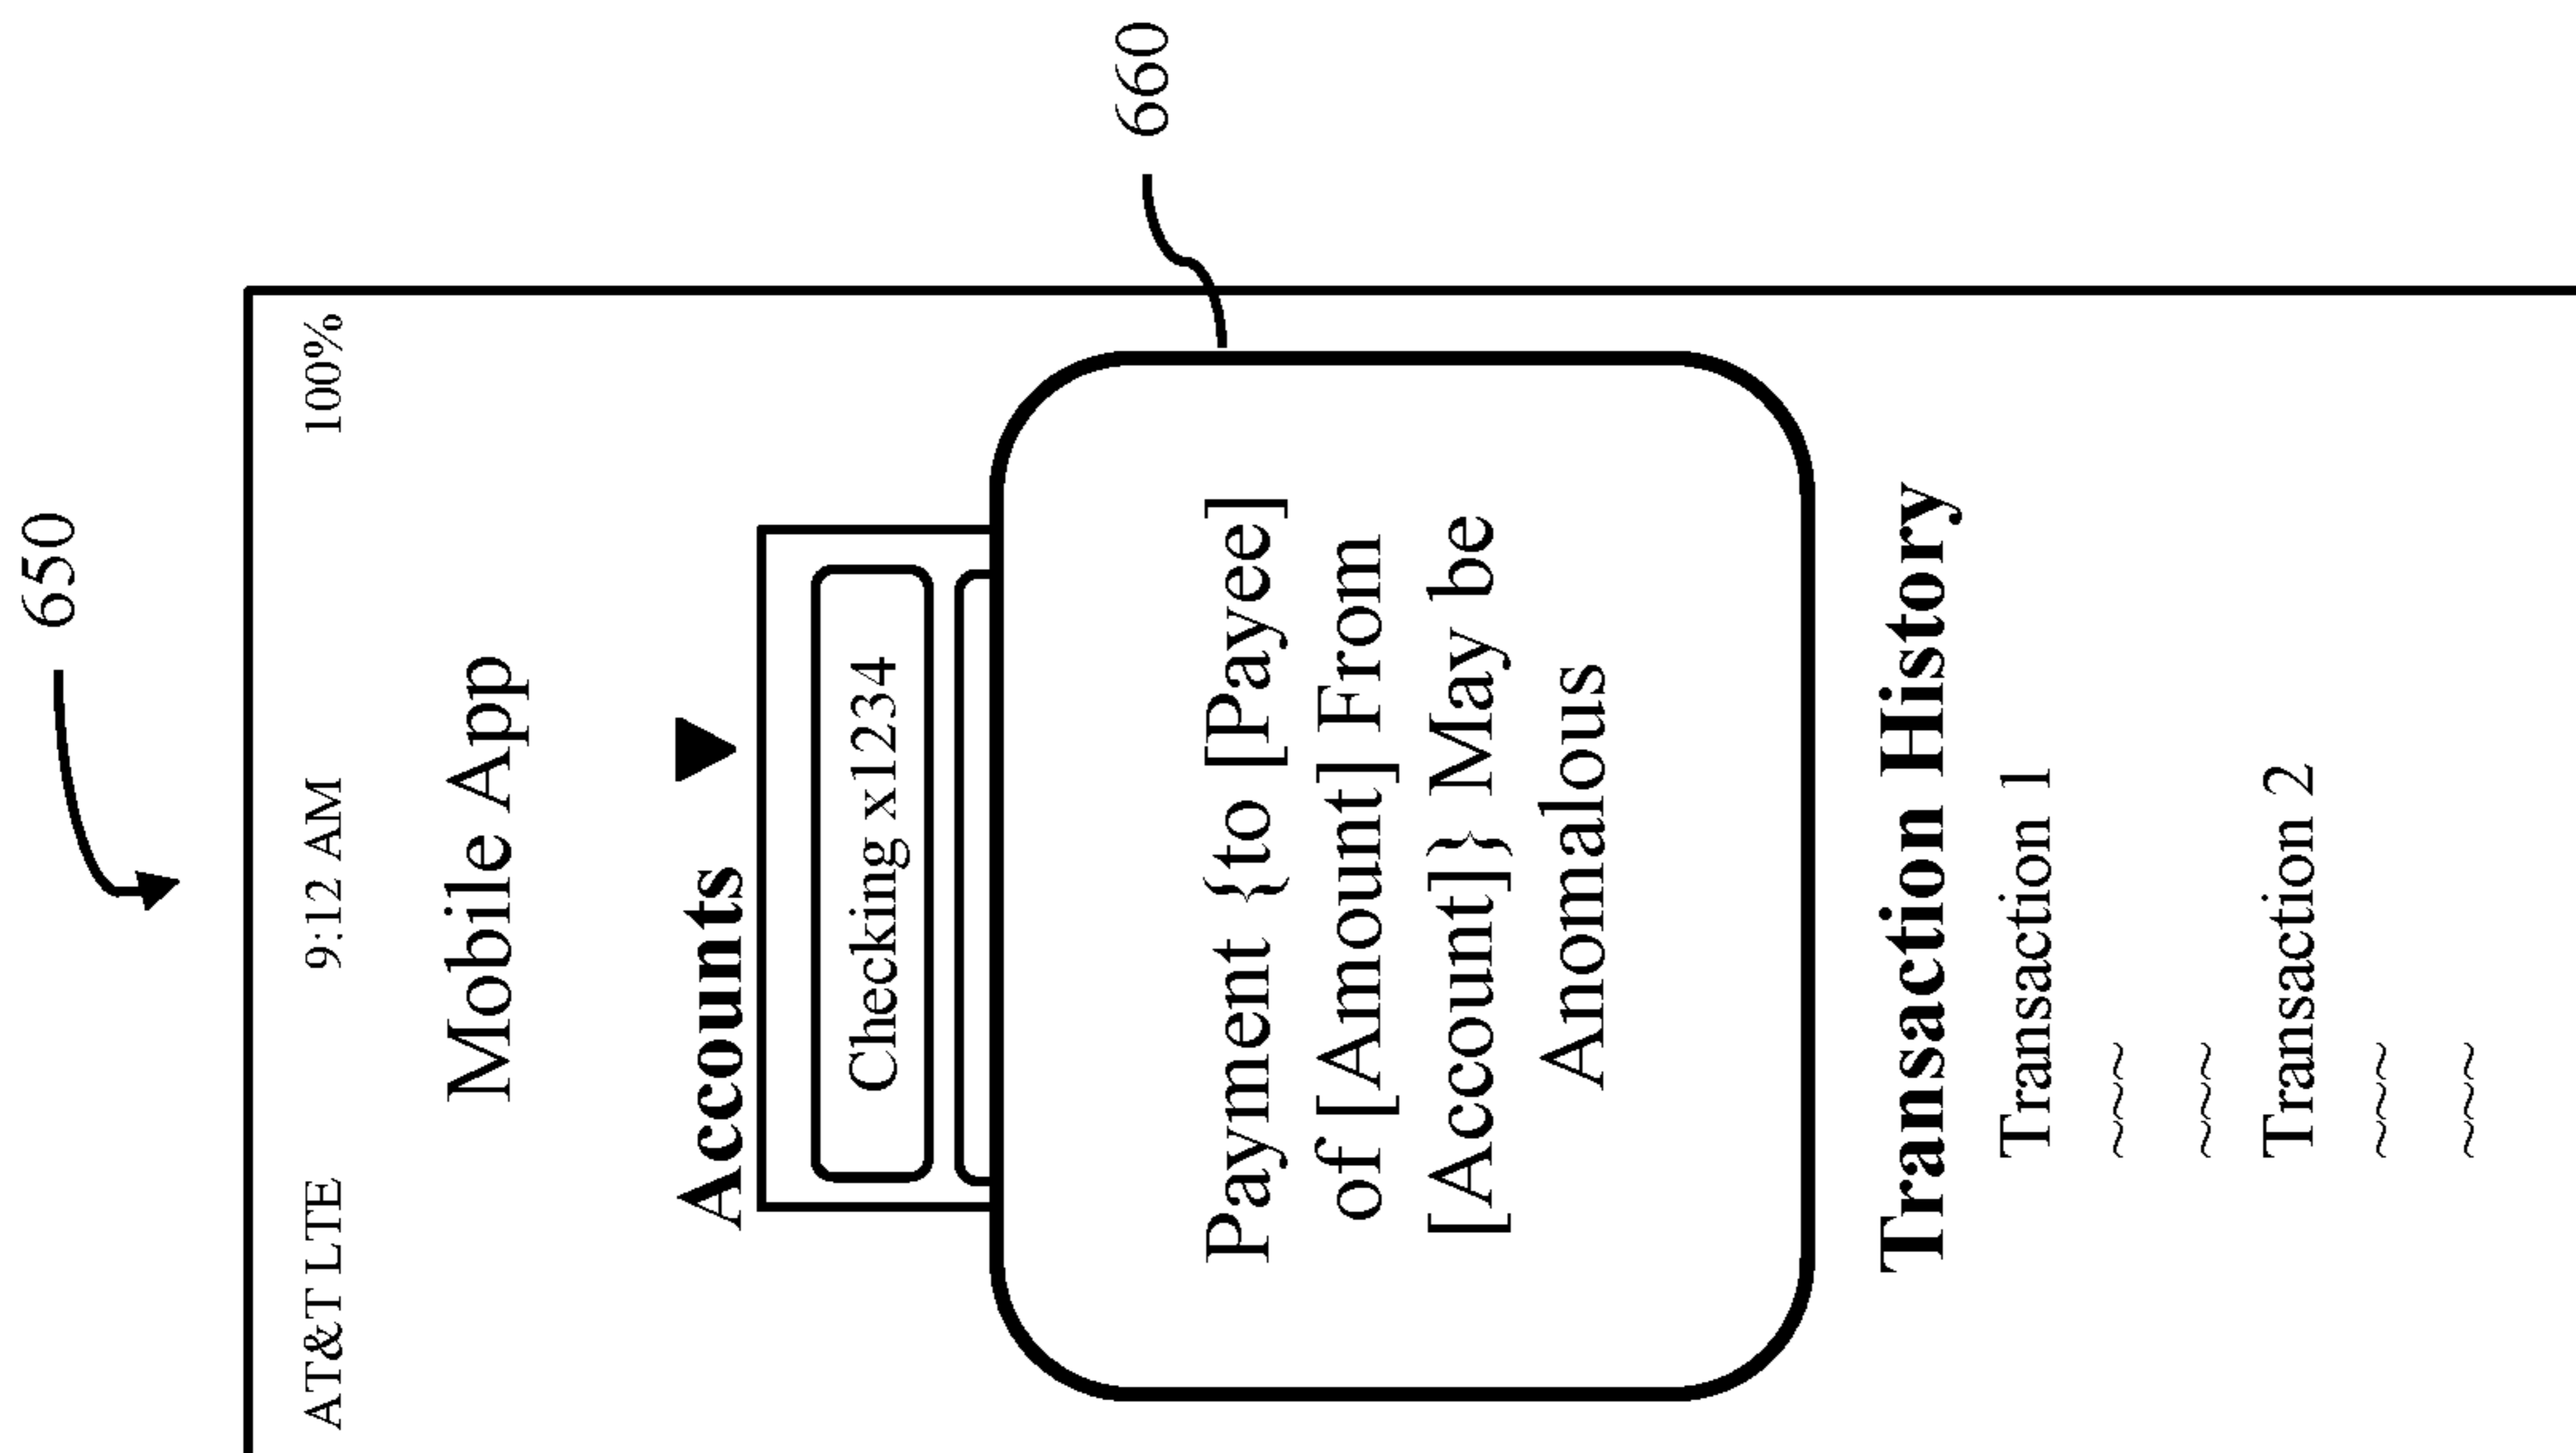 650
AT&T LTE 9:12 AM 100%
Mobile App
Accounts ▼
Checking x1234
660
Payment {to [Payee]
of [Amount] From
[Account]} May be
Anomalous
Transaction History
Transaction 1
~~~
~~~
Transaction 2
~~~
~~~